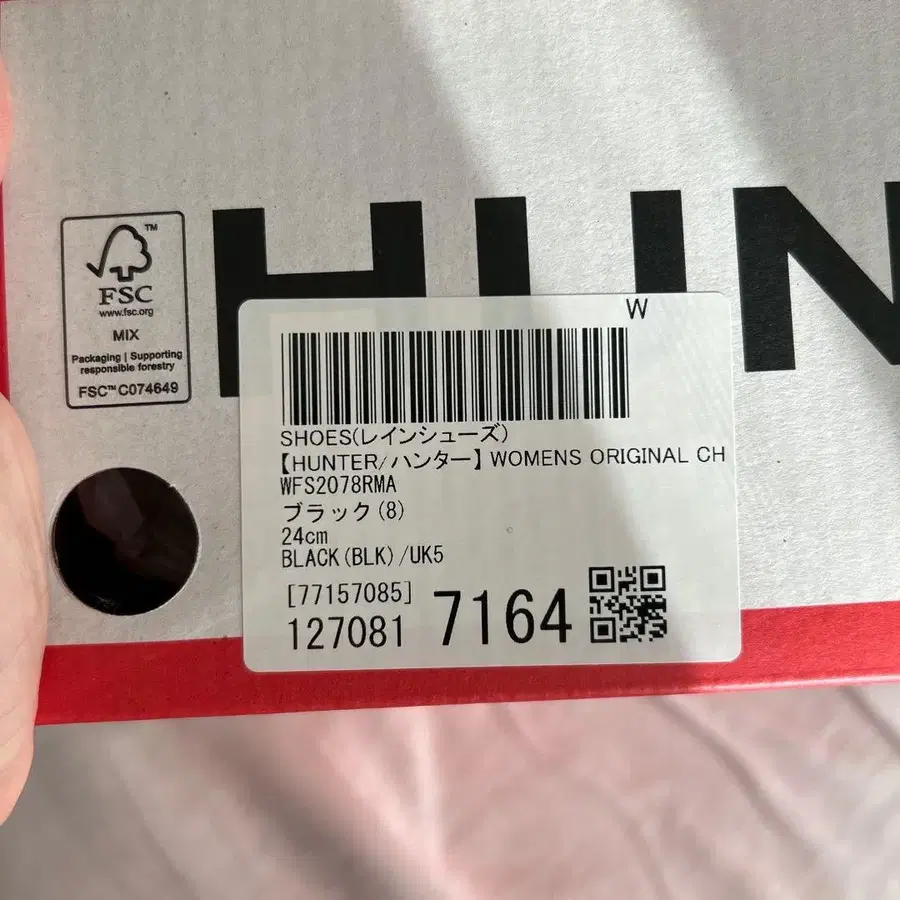 HUN
™
FSC
www.fsc.org
MIX
Packaging | Supporting
responsible forestry
FSC™ C074649
W
SHOES(レインシューズ)
【HUNTER/ハンター】 WOMENS ORIGINAL CH
WFS2078RMA
ブラック(8)
24cm
BLACK(BLK)/UK5
[77157085]
127081 7164